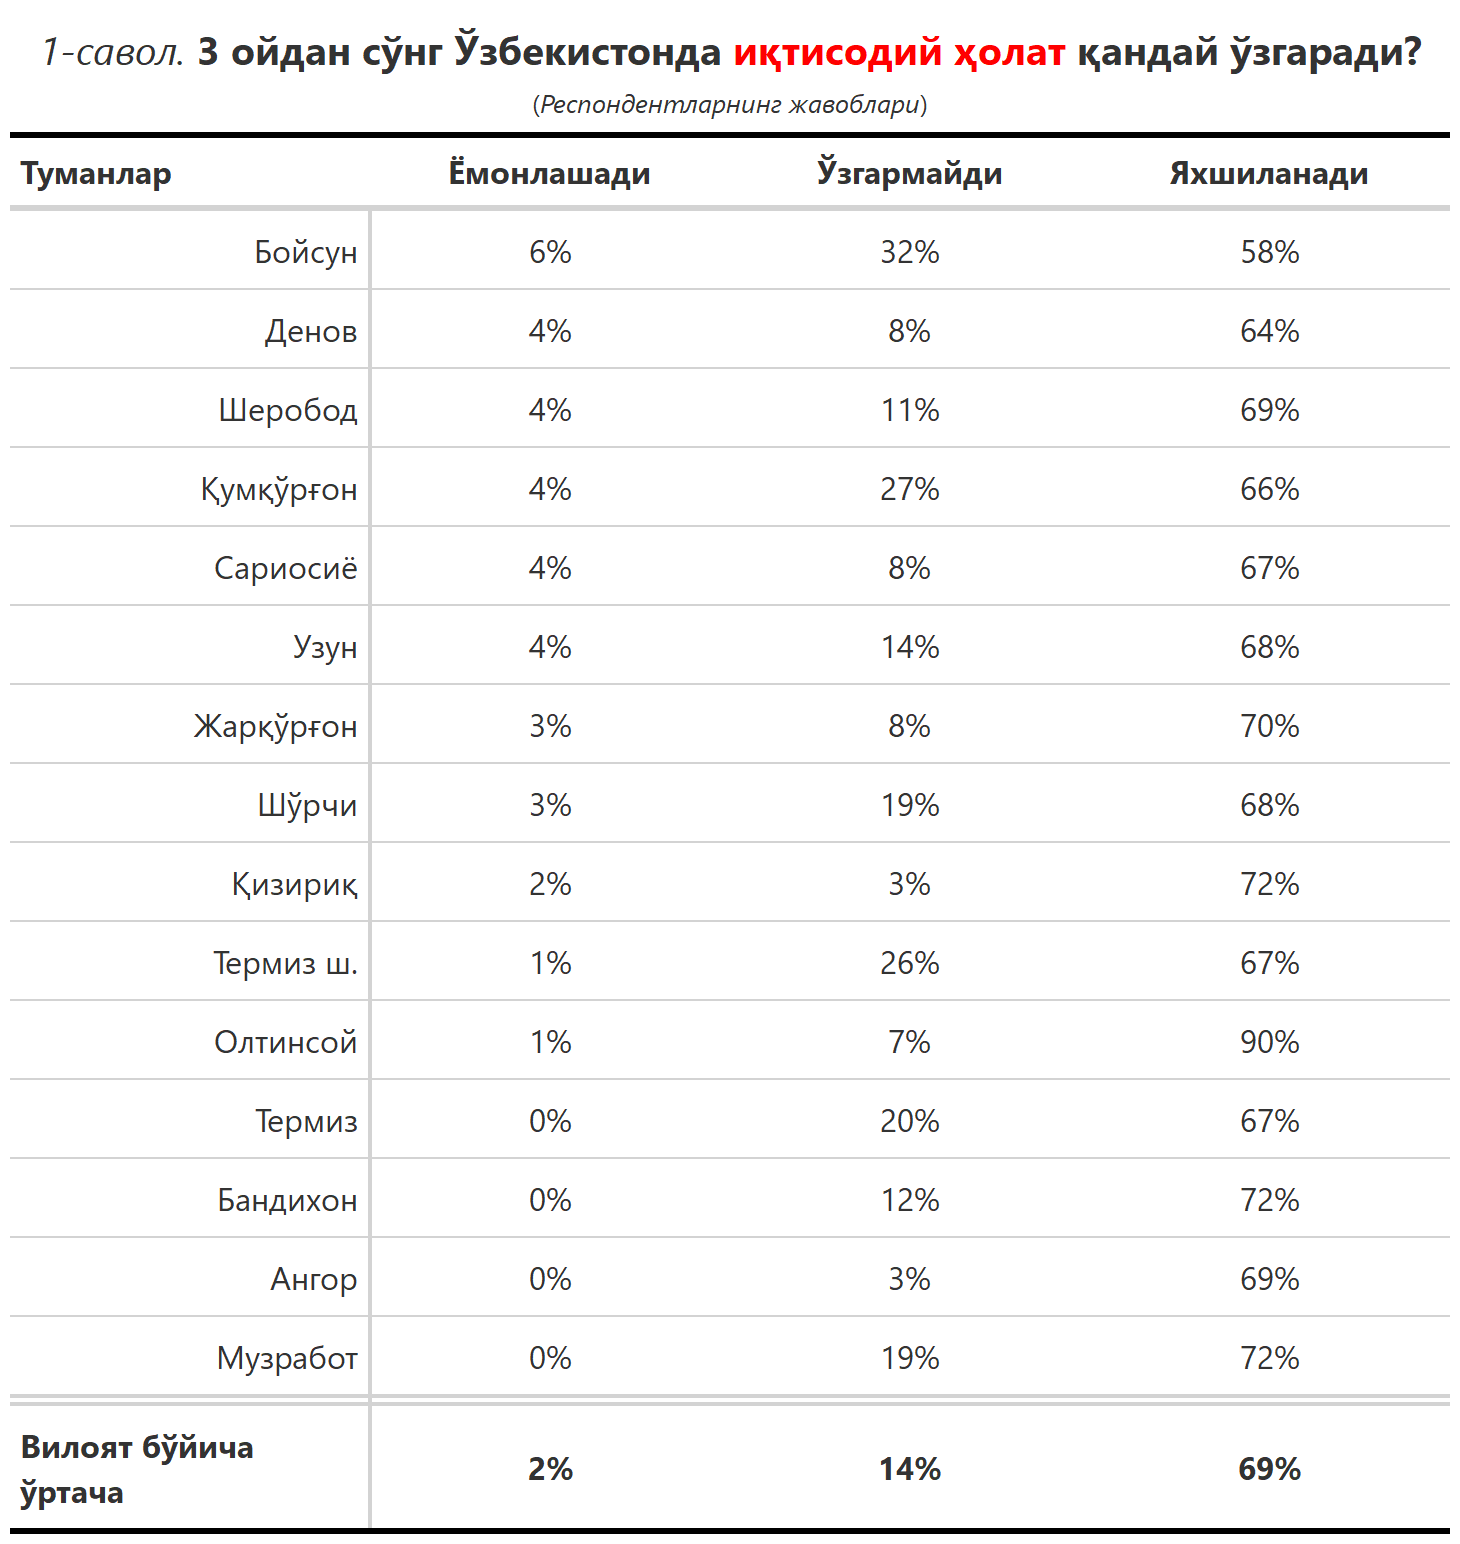 1-савол. 3 ойдан сўнг Ўзбекистонда иқтисодий ҳолат қандай ўзгаради?
(Респондентларнинг жавоблари)
Туманлар Ёмонлашади Ўзгармайди Яхшиланади
Бойсун 6% 32% 58%
Денов 4% 8% 64%
Шеробод 4% 11% 69%
Қумқўрғон 4% 27% 66%
Сариосиё 4% 8% 67%
Узун 4% 14% 68%
Жарқўрғон 3% 8% 70%
Шўрчи 3% 19% 68%
Қизириқ 2% 3% 72%
Термиз ш. 1% 26% 67%
Олтинсой 1% 7% 90%
Термиз 0% 20% 67%
Бандихон 0% 12% 72%
Ангор 0% 3% 69%
Музработ 0% 19% 72%
Вилоят бўйича
ўртача 2% 14% 69%